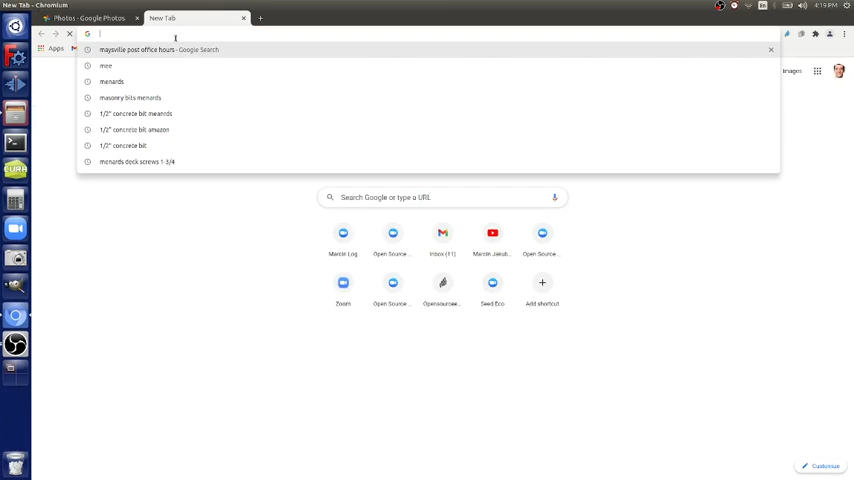 New Tab - Chromium
En
4:19 PM
Photos - Google Photos
New Tab
Apps
maysville post office hours - Google Search
mee
menards
masonry bits menards
1/2" concrete bit meanrds
1/2" concrete bit amazon
1/2" concrete bit
menards deck screws 1-3/4
Images
Search Google or type a URL
Marcin Log
Open Source ...
Inbox (11)
Marcin Jakub...
Open Source...
Zoom
Open Source ...
Opensourcee...
Seed Eco
Add shortcut
CURA
Customize